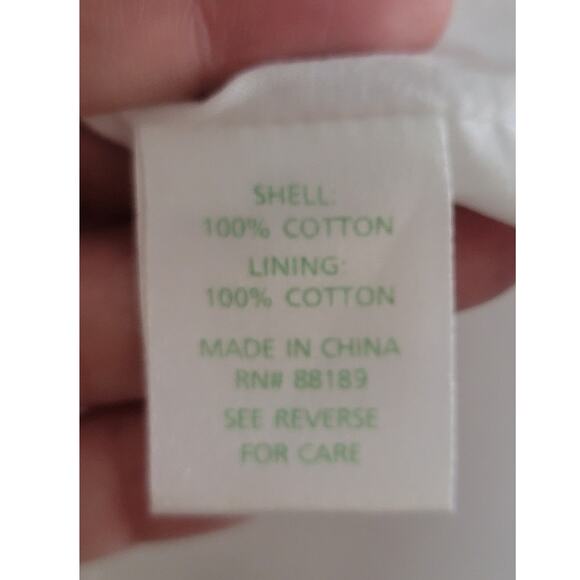 SHELL:
100% COTTON
LINING:
100% COTTON
MADE IN CHINA
RN# 88189
SEE REVERSE
FOR CARE